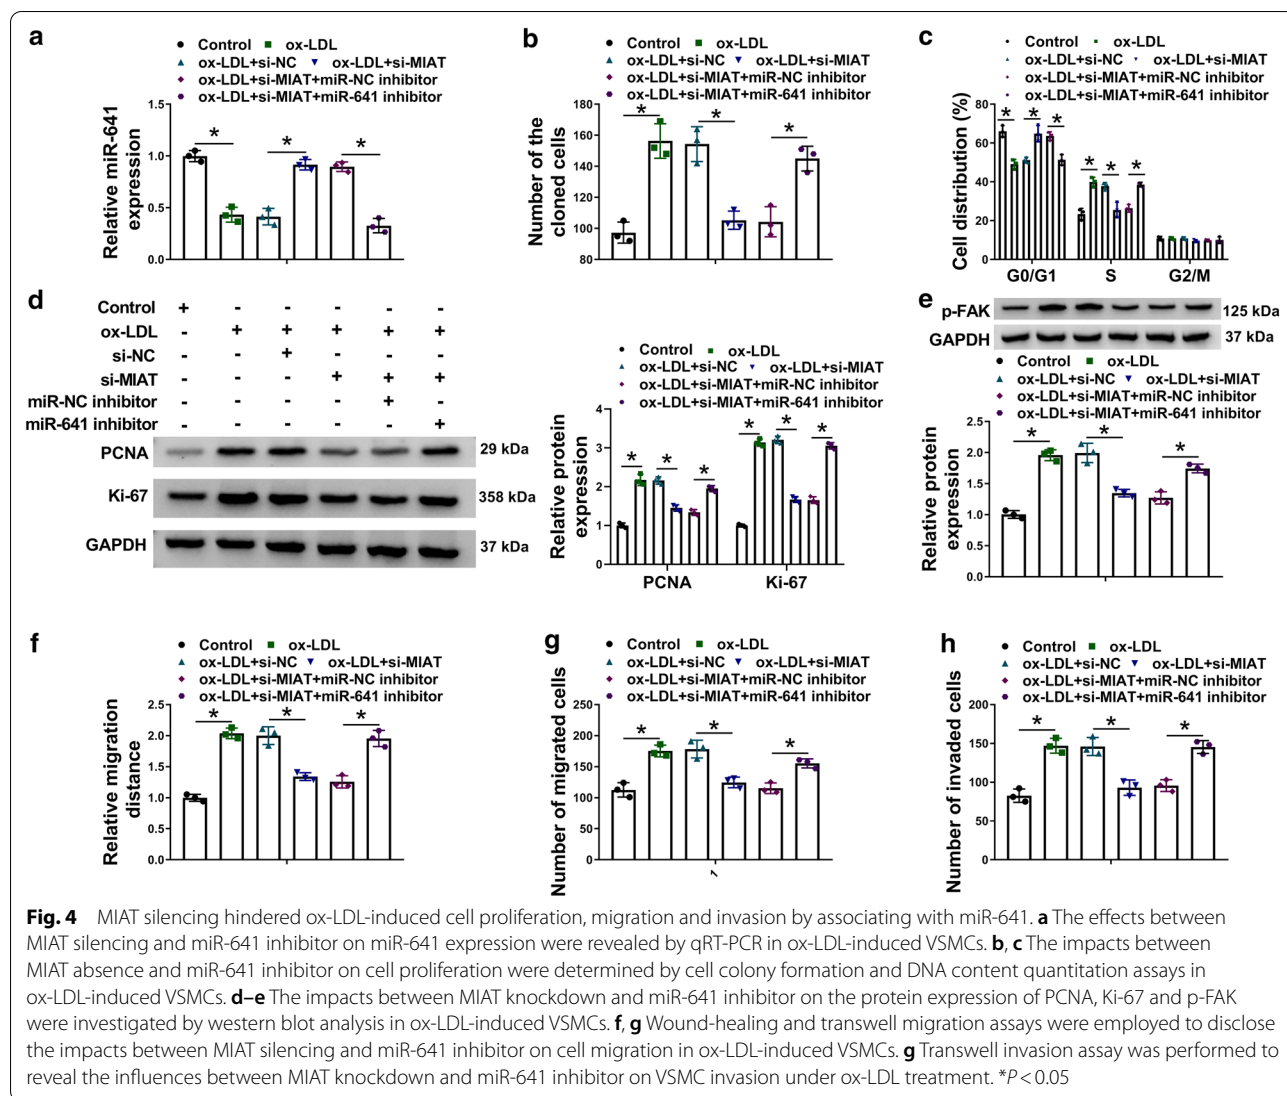 a
Control ox-LDL
ox-LDL+si-NC ox-LDL+si-MIAT
ox-LDL+si-MIAT+miR-NC inhibitor
ox-LDL+si-MIAT+miR-641 inhibitor
Relative miR-641
expression
1.5
1.0
0.5
0.0
* * *
b
Control ox-LDL
ox-LDL+si-NC ox-LDL+si-MIAT
ox-LDL+si-MIAT+miR-NC inhibitor
ox-LDL+si-MIAT+miR-641 inhibitor
Number of the
cloned cells
180
160
140
120
100
80
* * *
c
Control ox-LDL
ox-LDL+si-NC ox-LDL+si-MIAT
ox-LDL+si-MIAT+miR-NC inhibitor
ox-LDL+si-MIAT+miR-641 inhibitor
Cell distribution (%)
80
60
40
20
0
* * *
* * *
G0/G1 S G2/M
d
Control + - - - - -
ox-LDL - + + + + +
si-NC - - + - - -
si-MIAT - - - + + +
miR-NC inhibitor - - - - + -
miR-641 inhibitor - - - - - +
PCNA 29 kDa
Ki-67 358 kDa
GAPDH 37 kDa
Control ox-LDL
ox-LDL+si-NC ox-LDL+si-MIAT
ox-LDL+si-MIAT+miR-NC inhibitor
ox-LDL+si-MIAT+miR-641 inhibitor
Relative protein
expression
4
3
2
1
0
* * * * * *
PCNA Ki-67
e
p-FAK 125 kDa
GAPDH 37 kDa
Control ox-LDL
ox-LDL+si-NC ox-LDL+si-MIAT
ox-LDL+si-MIAT+miR-NC inhibitor
ox-LDL+si-MIAT+miR-641 inhibitor
Relative protein
expression
2.5
2.0
1.5
1.0
0.5
0.0
* * *
f
Control ox-LDL
ox-LDL+si-NC ox-LDL+si-MIAT
ox-LDL+si-MIAT+miR-NC inhibitor
ox-LDL+si-MIAT+miR-641 inhibitor
Relative migration
distance
2.5
2.0
1.5
1.0
0.5
0.0
* * *
g
Control ox-LDL
ox-LDL+si-NC ox-LDL+si-MIAT
ox-LDL+si-MIAT+miR-NC inhibitor
ox-LDL+si-MIAT+miR-641 inhibitor
Number of migrated cells
250
200
150
100
50
0
* * *
1
h
Control ox-LDL
ox-LDL+si-NC ox-LDL+si-MIAT
ox-LDL+si-MIAT+miR-NC inhibitor
ox-LDL+si-MIAT+miR-641 inhibitor
Number of invaded cells
200
150
100
50
0
* * *
Fig. 4 MIAT silencing hindered ox-LDL-induced cell proliferation, migration and invasion by associating with miR-641. a The effects between
MIAT silencing and miR-641 inhibitor on miR-641 expression were revealed by qRT-PCR in ox-LDL-induced VSMCs. b, c The impacts between
MIAT absence and miR-641 inhibitor on cell proliferation were determined by cell colony formation and DNA content quantitation assays in
ox-LDL-induced VSMCs. d–e The impacts between MIAT knockdown and miR-641 inhibitor on the protein expression of PCNA, Ki-67 and p-FAK
were investigated by western blot analysis in ox-LDL-induced VSMCs. f, g Wound-healing and transwell migration assays were employed to disclose
the impacts between MIAT silencing and miR-641 inhibitor on cell migration in ox-LDL-induced VSMCs. g Transwell invasion assay was performed to
reveal the influences between MIAT knockdown and miR-641 inhibitor on VSMC invasion under ox-LDL treatment. *P < 0.05